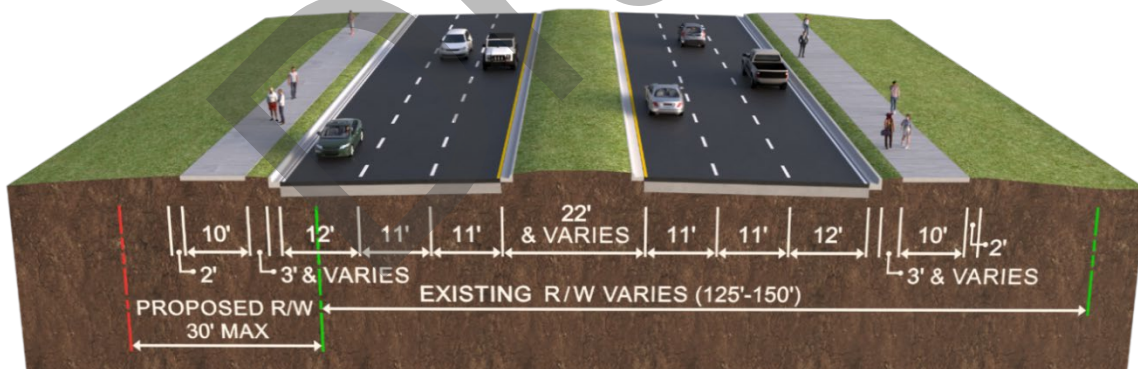 10'
12'
11'
11'
22'
& VARIES
11'
11'
12'
10'
2'
2'
3' & VARIES
3' & VARIES
PROPOSED R/W
30' MAX
EXISTING R/W VARIES (125'-150')